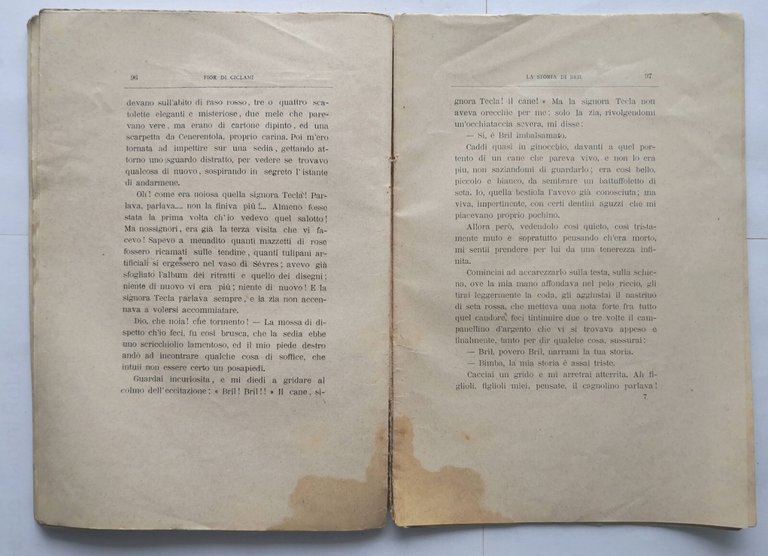 96
FIOR DI CICLAMI
devano sull'abito di raso rosso, tre o quattro sca-
tolette eleganti e misteriose, due mele che pare-
vano vere, ma erano di cartone dipinto, ed una
scarpetta da Cenerentola, proprio carina. Poi m'ero
tornata ad impettire su una sedia, gettando at-
torno uno sguardo distratto, per vedere se trovavo
qualcosa di nuovo, sospirando in segreto l'istante
di andarmene.
Oh! come era noiosa quella signora Tecla! Par-
lava, parlava.... non la finiva più!... Almeno fosse
stata la prima volta ch'io vedevo quel salotto!
Ma nossignori, era già la terza visita che vi fa-
cevo! Sapevo a menadito quanti mazzetti di rose
fossero ricamati sulle tendine, quanti tulipani ar-
tificiali si ergessero nel vaso di Sèvres; avevo già
sfogliato l'album dei ritratti e quello dei disegni;
niente di nuovo vi era più; niente di nuovo! E la
signora Tecla parlava sempre, e la zia non accen-
nava a volersi accommiatare.
Dio, che noia! che tormento! — La mossa di di-
spetto ch'io feci, fu così brusca, che la sedia ebbe
uno scricchiolìo lamentoso, ed il mio piede destro
andò ad incontrare qualche cosa di soffice, che
intuii non essere certo un posapiedi.
Guardai incuriosita, e mi diedi a gridare al
colmo dell'eccitazione: « Bril! Bril!! » Il cane, si-
LA STORIA DI BRIL
97
gnora Tecla! il cane! » Ma la signora Tecla non
aveva orecchie per me; solo la zia, rivolgendomi
un'occhiataccia severa, mi disse:
— Sì, è Bril imbalsamato.
Caddi quasi in ginocchio, davanti a quel por-
tento di un cane che pareva vivo, e non lo era
più, non saziandomi di guardarlo; era così bello,
piccolo e bianco, da sembrare un battuffoletto di
seta. Io, quella bestiola l'avevo già conosciuta; ma
viva, impertinente, con certi dentini aguzzi che mi
piacevano proprio pochino.
Allora però, vedendolo così quieto, così trista-
mente muto e sopratutto pensando ch'era morto,
mi sentii prendere per lui da una tenerezza infi-
nita.
Cominciai ad accarezzarlo sulla testa, sulla schie-
na, ove la mia mano affondava nel pelo riccio, gli
tirai leggermente la coda, gli aggiustai il nastrino
di seta rossa, che metteva una nota forte fra tutto
quel candore, feci tintinnire due o tre volte il cam-
panellino d'argento che vi si trovava appeso e
finalmente, tanto per dir qualche cosa, sussurai:
— Bril, povero Bril, narrami la tua storia.
— Bimba, la mia storia è assai triste.
Cacciai un grido e mi arretrai atterrita. Ah fi-
glioli, figlioli miei, pensate, il cagnolino parlava!
7